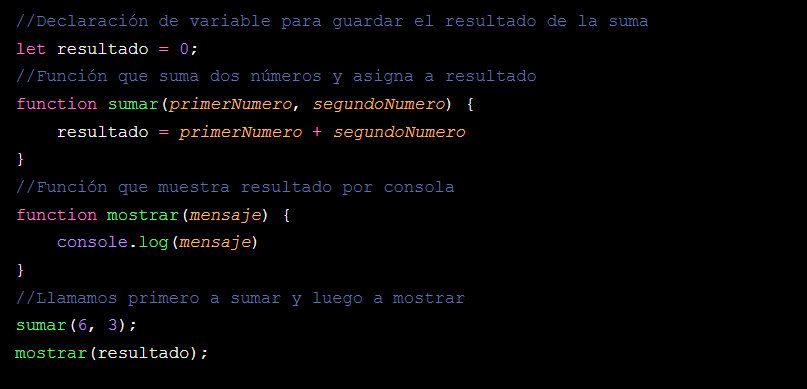 //Declaración de variable para guardar el resultado de la suma
let resultado = 0;
//Función que suma dos números y asigna a resultado
function sumar(primerNumero, segundoNumero) {
    resultado = primerNumero + segundoNumero
}
//Función que muestra resultado por consola
function mostrar(mensaje) {
    console.log(mensaje)
}
//Llamamos primero a sumar y luego a mostrar
sumar(6, 3);
mostrar(resultado);